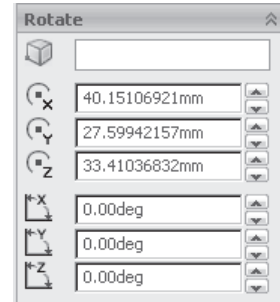 Rotate
X 40.15106921mm
Y 27.59942157mm
Z 33.41036832mm
X 0.00deg
Y 0.00deg
Z 0.00deg